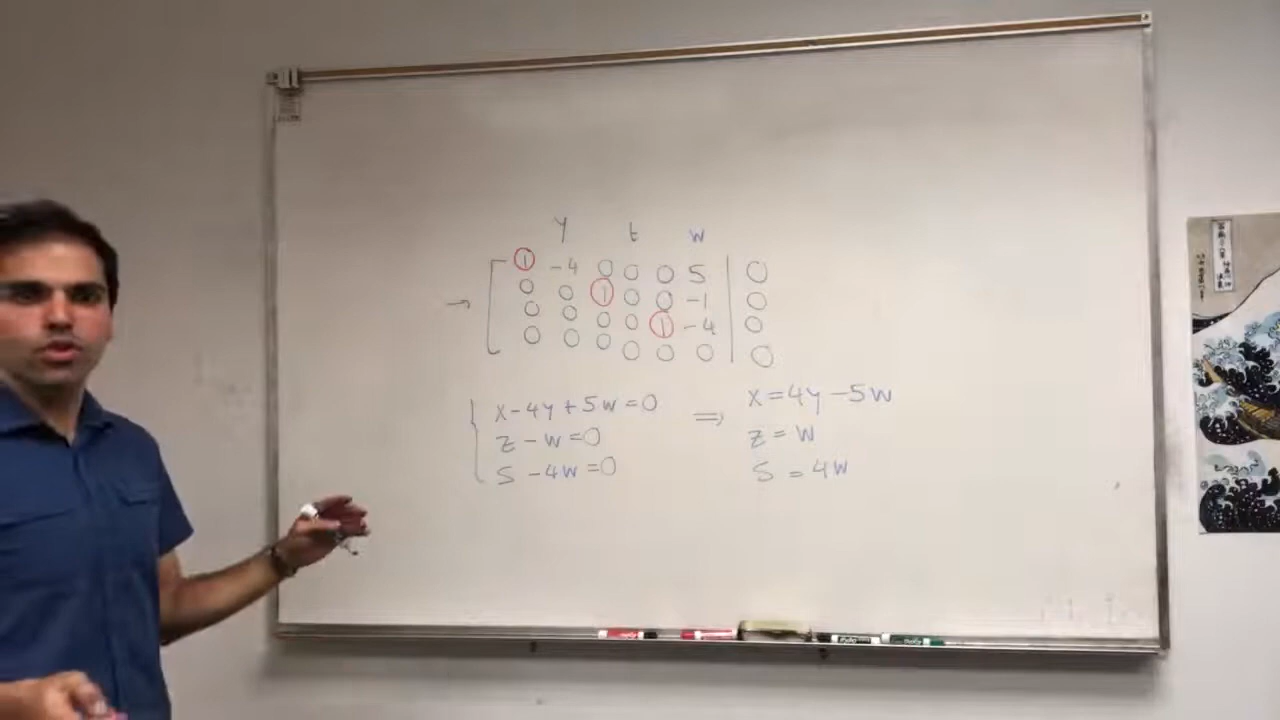 y t w
→ [ 1 -4 0 0 0 5 | 0
0 0 1 0 0 -1 | 0
0 0 0 0 1 -4 | 0
0 0 0 0 0 0 | 0
{ x-4y+5w=0 ⇒ x=4y-5w
z-w=0 z=w
s-4w=0 s=4w